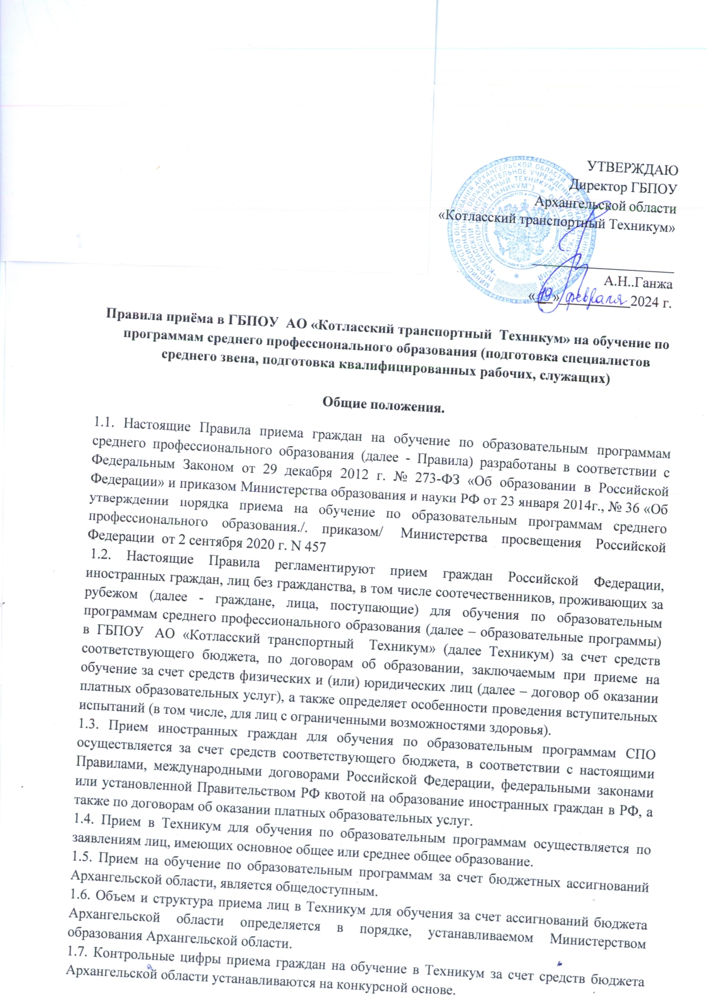 УТВЕРЖДАЮ
Директор ГБПОУ
Архангельской области
«Котласский транспортный Техникум»
А.Н..Ганжа
«19» февраля 2024 г.
Правила приёма в ГБПОУ АО «Котласский транспортный Техникум» на обучение по
программам среднего профессионального образования (подготовка специалистов
среднего звена, подготовка квалифицированных рабочих, служащих)
Общие положения.
1.1. Настоящие Правила приема граждан на обучение по образовательным программам
среднего профессионального образования (далее - Правила) разработаны в соответствии с
Федеральным Законом от 29 декабря 2012 г. № 273-ФЗ «Об образовании в Российской
Федерации» и приказом Министерства образования и науки РФ от 23 января 2014г., № 36 «Об
утверждении порядка приема на обучение по образовательным программам среднего
профессионального образования./. приказом/ Министерства просвещения Российской
Федерации от 2 сентября 2020 г. N 457
1.2. Настоящие Правила регламентируют прием граждан Российской Федерации,
иностранных граждан, лиц без гражданства, в том числе соотечественников, проживающих за
рубежом (далее - граждане, лица, поступающие) для обучения по образовательным
программам среднего профессионального образования (далее – образовательные программы)
в ГБПОУ АО «Котласский транспортный Техникум» (далее Техникум) за счет средств
соответствующего бюджета, по договорам об образовании, заключаемым при приеме на
обучение за счет средств физических и (или) юридических лиц (далее – договор об оказании
платных образовательных услуг), а также определяет особенности проведения вступительных
испытаний (в том числе, для лиц с ограниченными возможностями здоровья).
1.3. Прием иностранных граждан для обучения по образовательным программам СПО
осуществляется за счет средств соответствующего бюджета, в соответствии с настоящими
Правилами, международными договорами Российской Федерации, федеральными законами
или установленной Правительством РФ квотой на образование иностранных граждан в РФ, а
также по договорам об оказании платных образовательных услуг.
1.4. Прием в Техникум для обучения по образовательным программам осуществляется по
заявлениям лиц, имеющих основное общее или среднее общее образование.
1.5. Прием на обучение по образовательным программам за счет бюджетных ассигнований
Архангельской области, является общедоступным.
1.6. Объем и структура приема лиц в Техникум для обучения за счет ассигнований бюджета
Архангельской области определяется в порядке, устанавливаемом Министерством
образования Архангельской области.
1.7. Контрольные цифры приема граждан на обучение в Техникум за счет средств бюджета
Архангельской области устанавливаются на конкурсной основе.